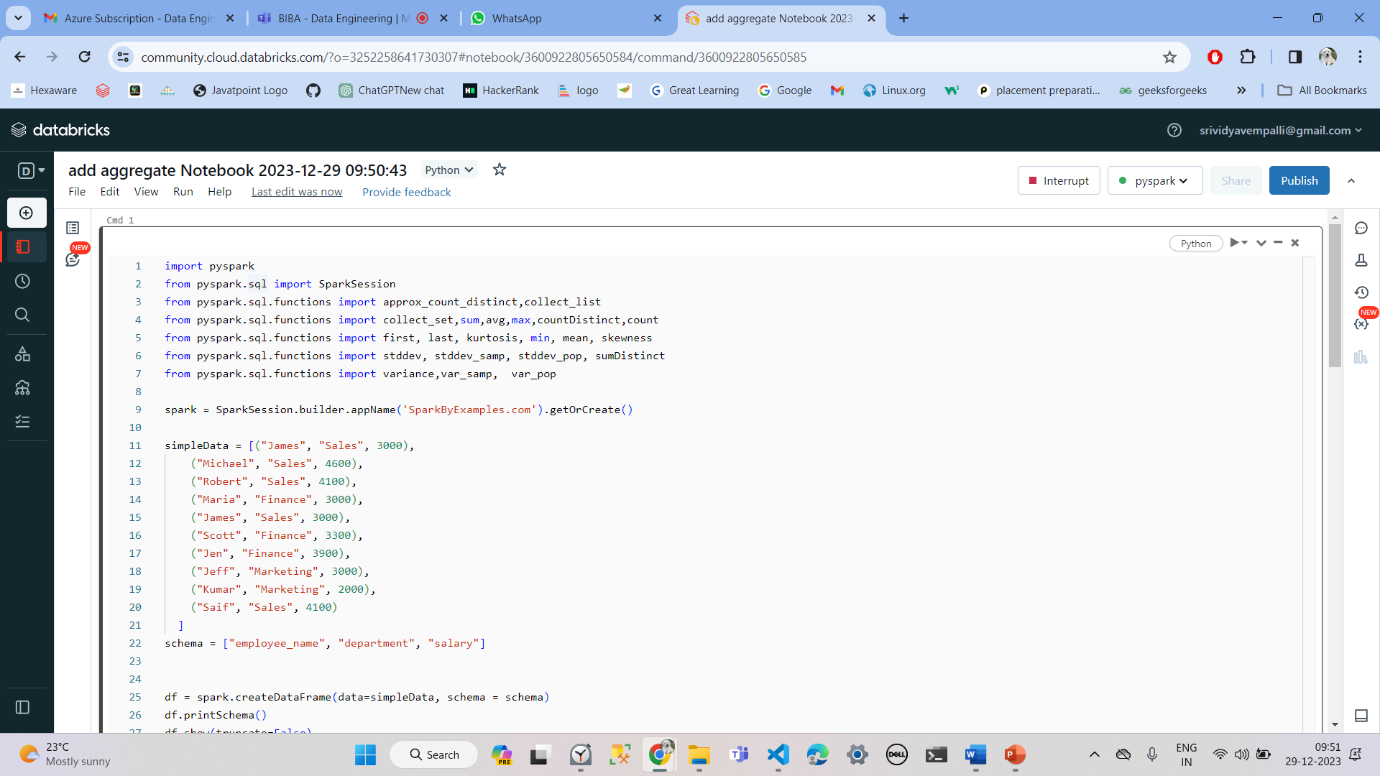 Azure Subscription - Data Engin
BIBA - Data Engineering | M
WhatsApp
add aggregate Notebook 2023-
community.cloud.databricks.com/?o=3252258641730307#notebook/3600922805650584/command/3600922805650585
Hexaware
Javatpoint Logo
ChatGPTNew chat
HackerRank
logo
Great Learning
Google
Linux.org
placement preparati...
geeksforgeeks
All Bookmarks
databricks
srividyavempalli@gmail.com
D
add aggregate Notebook 2023-12-29 09:50:43
Python
Interrupt
pyspark
Share
Publish
File Edit View Run Help Last edit was now Provide feedback
NEW
Cmd 1
Python
NEW
1 import pyspark
2 from pyspark.sql import SparkSession
3 from pyspark.sql.functions import approx_count_distinct,collect_list
4 from pyspark.sql.functions import collect_set,sum,avg,max,countDistinct,count
5 from pyspark.sql.functions import first, last, kurtosis, min, mean, skewness
6 from pyspark.sql.functions import stddev, stddev_samp, stddev_pop, sumDistinct
7 from pyspark.sql.functions import variance,var_samp,  var_pop
8
9 spark = SparkSession.builder.appName('SparkByExamples.com').getOrCreate()
10
11 simpleData = [("James", "Sales", 3000),
12 ("Michael", "Sales", 4600),
13 ("Robert", "Sales", 4100),
14 ("Maria", "Finance", 3000),
15 ("James", "Sales", 3000),
16 ("Scott", "Finance", 3300),
17 ("Jen", "Finance", 3900),
18 ("Jeff", "Marketing", 3000),
19 ("Kumar", "Marketing", 2000),
20 ("Saif", "Sales", 4100)
21 ]
22 schema = ["employee_name", "department", "salary"]
23
24
25 df = spark.createDataFrame(data=simpleData, schema = schema)
26 df.printSchema()
27 df.show(truncate=False)
23°C
Mostly sunny
Search
PRE
DELL
ENG
IN
09:51
29-12-2023